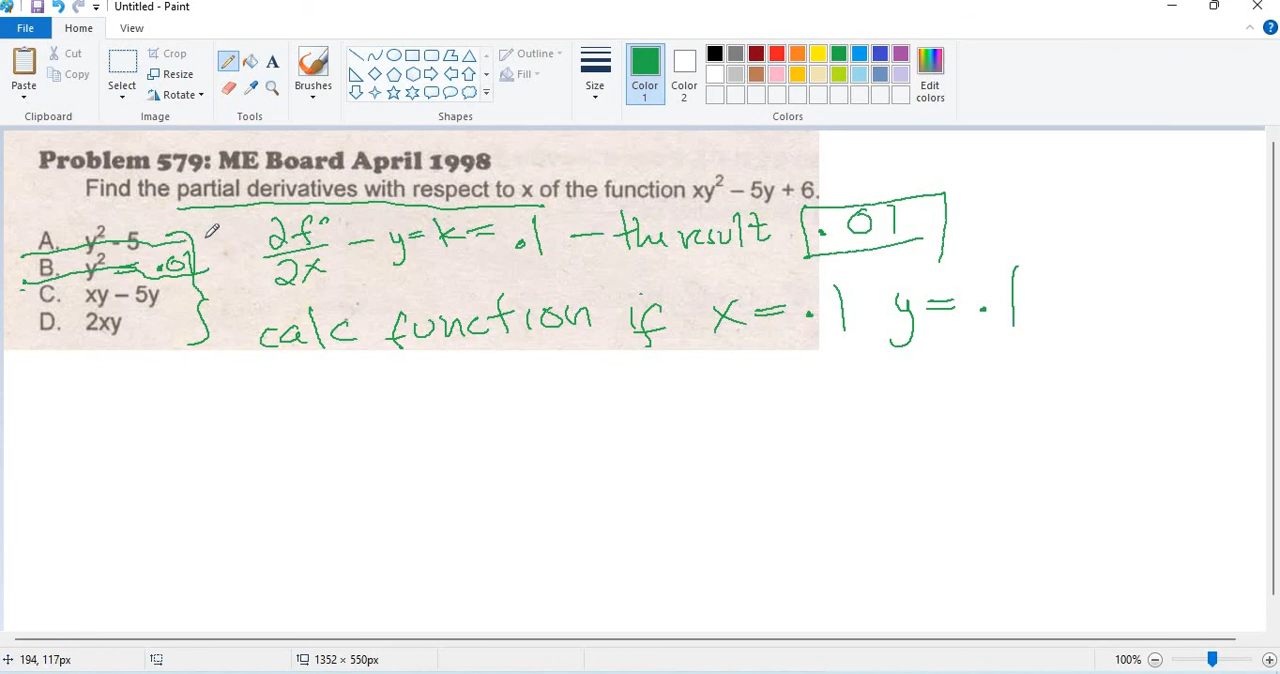 Untitled - Paint
File Home View
Paste Cut Copy Clipboard
Select Crop Resize Rotate Image
Tools
Brushes
Outline Fill Shapes
Size
Color 1 Color 2 Edit colors Colors
Problem 579: ME Board April 1998
Find the partial derivatives with respect to x of the function xy² – 5y + 6.
A. y² - 5
∂f / ∂x – y = k = .1 – the result .01
B. y² = .01
C. xy – 5y
calc function if x = .1 y = .1
D. 2xy
194, 117px 1352 × 550px 100%